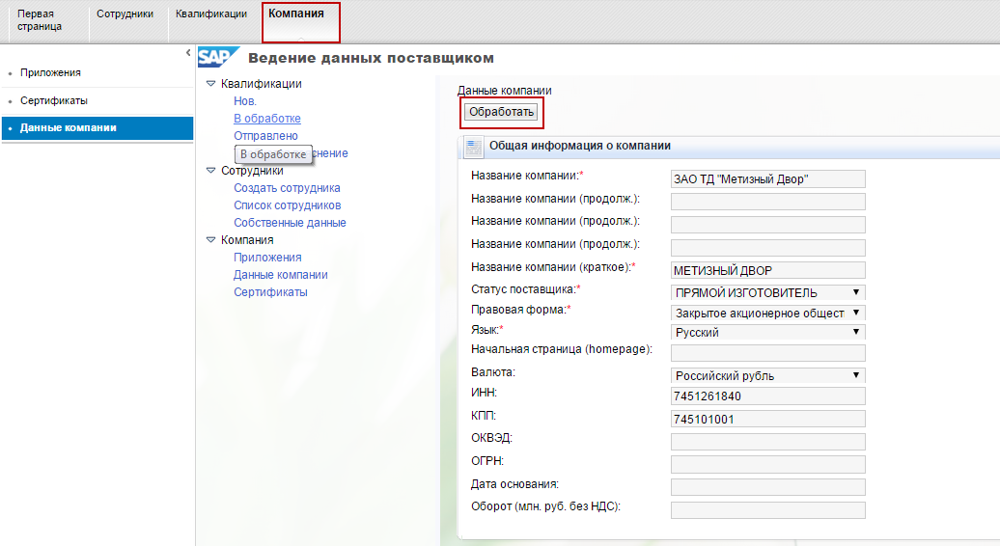 Первая
страница
Сотрудники
Квалификации
Компания
Приложения
Сертификаты
Данные компании
SAP
Ведение данных поставщиком
Квалификации
Нов.
В обработке
Отправлено
В обработке
снение
Сотрудники
Создать сотрудника
Список сотрудников
Собственные данные
Компания
Приложения
Данные компании
Сертификаты
Данные компании
Обработать
Общая информация о компании
Название компании:* ЗАО ТД "Метизный Двор"
Название компании (продолж.):
Название компании (продолж.):
Название компании (продолж.):
Название компании (краткое):* МЕТИЗНЫЙ ДВОР
Статус поставщика:* ПРЯМОЙ ИЗГОТОВИТЕЛЬ
Правовая форма:* Закрытое акционерное общест
Язык:* Русский
Начальная страница (homepage):
Валюта: Российский рубль
ИНН: 7451261840
КПП: 745101001
ОКВЭД:
ОГРН:
Дата основания:
Оборот (млн. руб. без НДС):